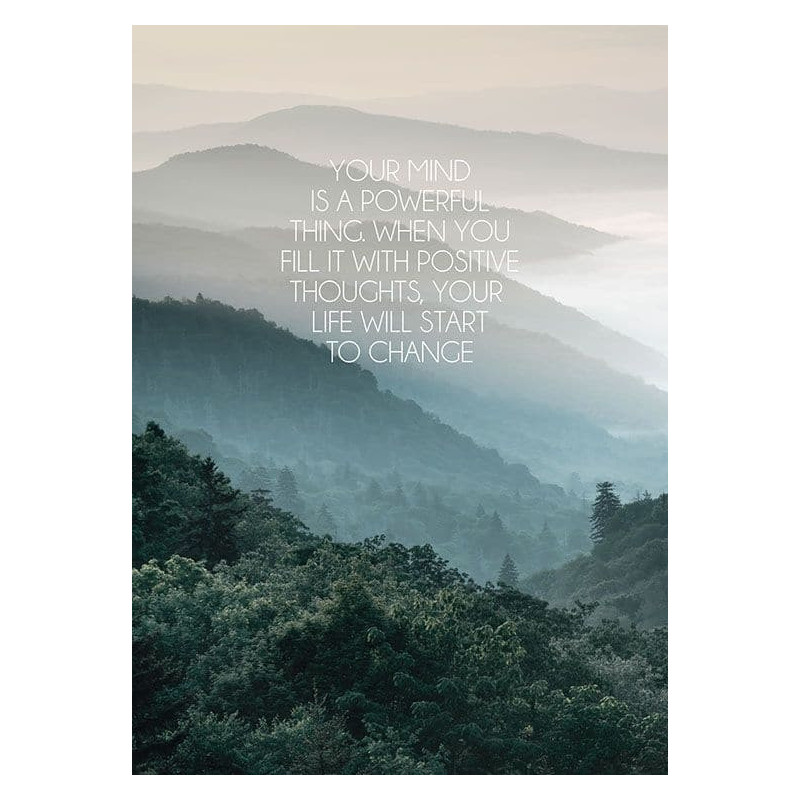 YOUR MIND
IS A POWERFUL
THING. WHEN YOU
FILL IT WITH POSITIVE
THOUGHTS, YOUR
LIFE WILL START
TO CHANGE